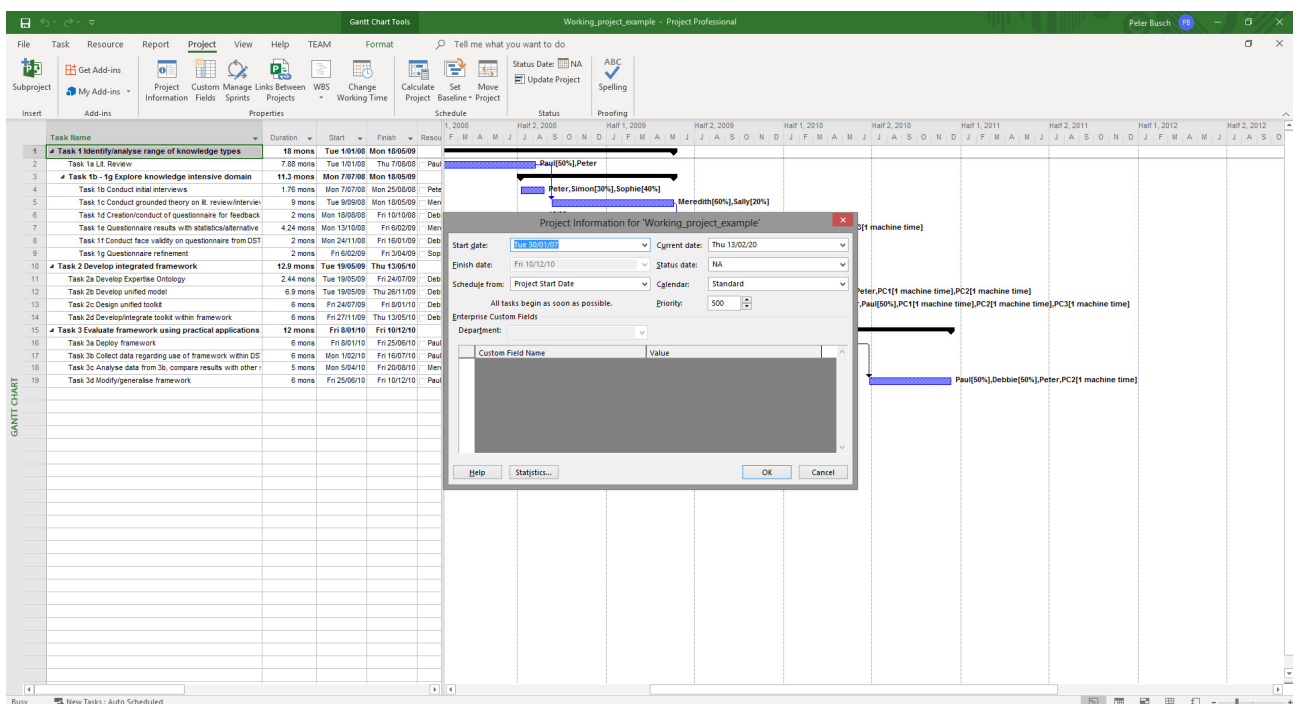 Gantt Chart Tools
Working_project_example - Project Professional
Peter Busch PB
File Task Resource Report Project View Help TEAM Format Tell me what you want to do
Subproject
Get Add-ins
My Add-ins
Project Information
Custom Fields
Manage Sprints
Links Between Projects
WBS
Change Working Time
Calculate Project
Set Baseline
Move Project
Status Date: NA
Update Project
ABC
Spelling
Insert Add-ins Properties Schedule Status Proofing
Task Name Duration Start Finish Resou
1, 2008 Half 2, 2008 Half 1, 2009 Half 2, 2009 Half 1, 2010 Half 2, 2010 Half 1, 2011 Half 2, 2011 Half 1, 2012 Half 2, 2012
F M A M J J A S O N D J F M A M J J A S O N D J F M A M J J A S O N D J F M A M J J A S O N D J F M A M J J A S O
1 Task 1 Identify/analyse range of knowledge types 18 mons Tue 1/01/08 Mon 18/05/09
2 Task 1a Lit. Review 7.88 mons Tue 1/01/08 Thu 7/08/08 Paul
Paul[50%],Peter
3 Task 1b - 1g Explore knowledge intensive domain 11.3 mons Mon 7/07/08 Mon 18/05/09
4 Task 1b Conduct initial interviews 1.76 mons Mon 7/07/08 Mon 25/08/08 Pete
Peter,Simon[30%],Sophie[40%]
5 Task 1c Conduct grounded theory on lit. review/interviev 9 mons Tue 9/09/08 Mon 18/05/09 Mer
Meredith[60%],Sally[20%]
6 Task 1d Creation/conduct of questionnaire for feedback 2 mons Mon 18/08/08 Fri 10/10/08 Deb
7 Task 1e Questionnaire results with statistics/alternative 4.24 mons Mon 13/10/08 Fri 6/02/09 Mer
3[1 machine time]
8 Task 1f Conduct face validity on questionnaire from DST 2 mons Mon 24/11/08 Fri 16/01/09 Deb
9 Task 1g Questionnaire refinement 2 mons Fri 6/02/09 Fri 3/04/09 Sop
10 Task 2 Develop integrated framework 12.9 mons Tue 19/05/09 Thu 13/05/10
11 Task 2a Develop Expertise Ontology 2.44 mons Tue 19/05/09 Fri 24/07/09 Deb
12 Task 2b Develop unified model 6.9 mons Tue 19/05/09 Thu 26/11/09 Deb
Peter,PC1[1 machine time],PC2[1 machine time]
13 Task 2c Design unified toolkit 6 mons Fri 24/07/09 Fri 8/01/10 Deb
,Paul[50%],PC1[1 machine time],PC2[1 machine time],PC3[1 machine time]
14 Task 2d Develop/integrate toolkit within framework 6 mons Fri 27/11/09 Thu 13/05/10 Deb
15 Task 3 Evaluate framework using practical applications 12 mons Fri 8/01/10 Fri 10/12/10
16 Task 3a Deploy framework 6 mons Fri 8/01/10 Fri 25/06/10 Paul
17 Task 3b Collect data regarding use of framework within DS 6 mons Mon 1/02/10 Fri 16/07/10 Paul
18 Task 3c Analyse data from 3b, compare results with other 5 mons Mon 5/04/10 Fri 20/08/10 Mer
19 Task 3d Modify/generalise framework 6 mons Fri 25/06/10 Fri 10/12/10 Paul
Paul[50%],Debbie[50%],Peter,PC2[1 machine time]
Project Information for 'Working_project_example'
Start date: Tue 30/01/07 Current date: Thu 13/02/20
Finish date: Fri 10/12/10 Status date: NA
Schedule from: Project Start Date Calendar: Standard
All tasks begin as soon as possible. Priority: 500
Enterprise Custom Fields
Department:
Custom Field Name Value
Help Statistics... OK Cancel
GANTT CHART
Busy New Tasks : Auto Scheduled